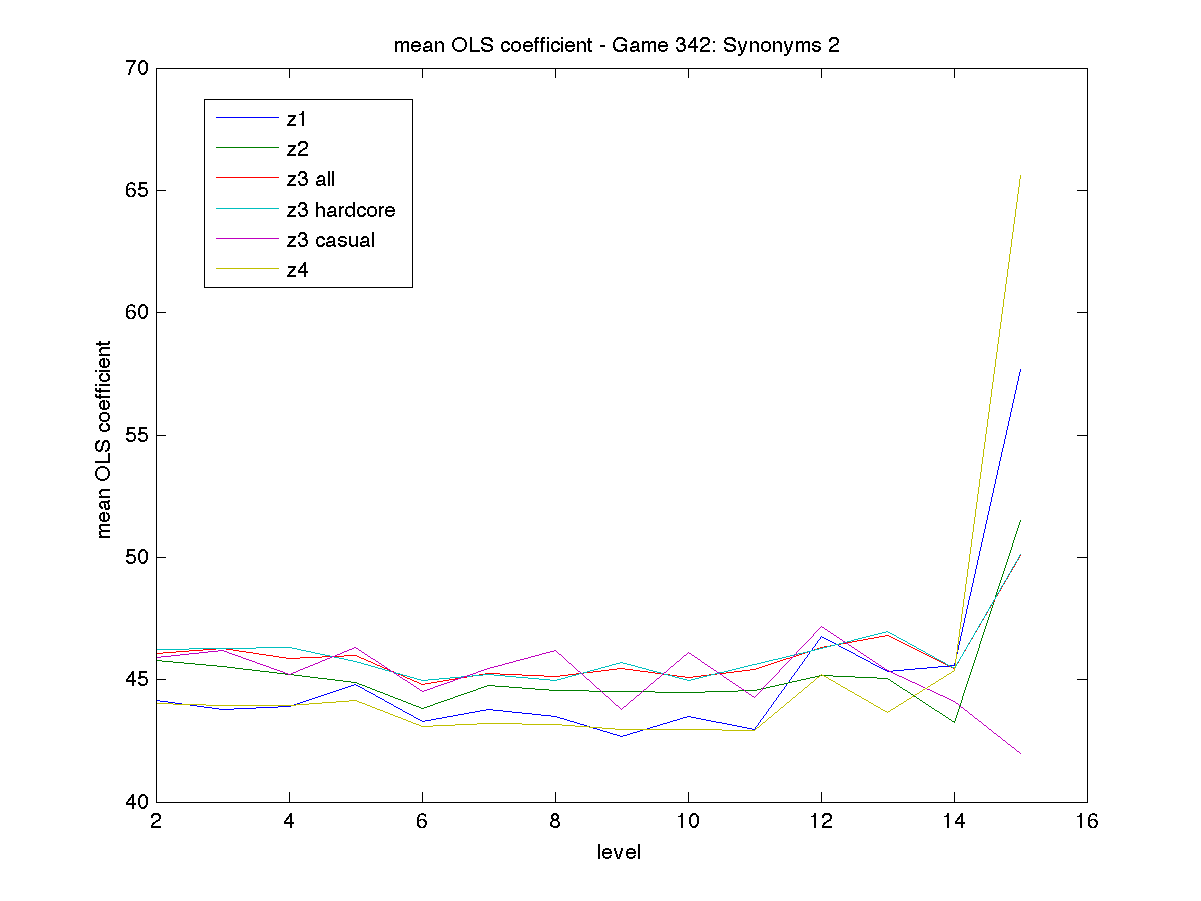 mean OLS coefficient - Game 342: Synonyms 2
70
65
60
55
50
45
40
mean OLS coefficient
z1
z2
z3 all
z3 hardcore
z3 casual
z4
2 4 6 8 10 12 14 16
level